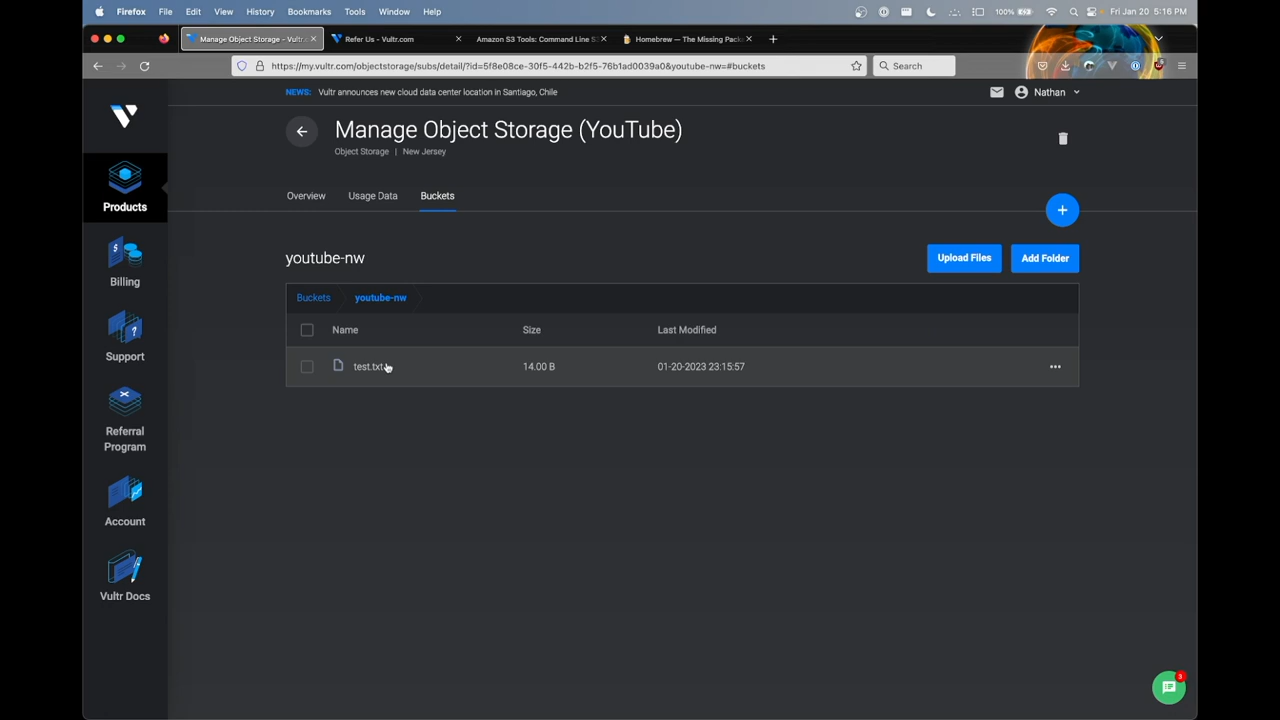 Firefox File Edit View History Bookmarks Tools Window Help 100% Fri Jan 20 5:16 PM
Manage Object Storage - Vultr. Refer Us - Vultr.com Amazon S3 Tools: Command Line S3 Homebrew — The Missing Pack
https://my.vultr.com/objectstorage/subs/detail/?id=5f8e08ce-30f5-442b-b2f5-76b1ad0039a0&youtube-nw=#buckets Search
NEWS: Vultr announces new cloud data center location in Santiago, Chile Nathan
Manage Object Storage (YouTube)
Object Storage | New Jersey
Products
Overview Usage Data Buckets
+
Billing
youtube-nw
Upload Files Add Folder
Buckets youtube-nw
Name Size Last Modified
Support
test.txt 14.00 B 01-20-2023 23:15:57
Referral
Program
Account
Vultr Docs
3